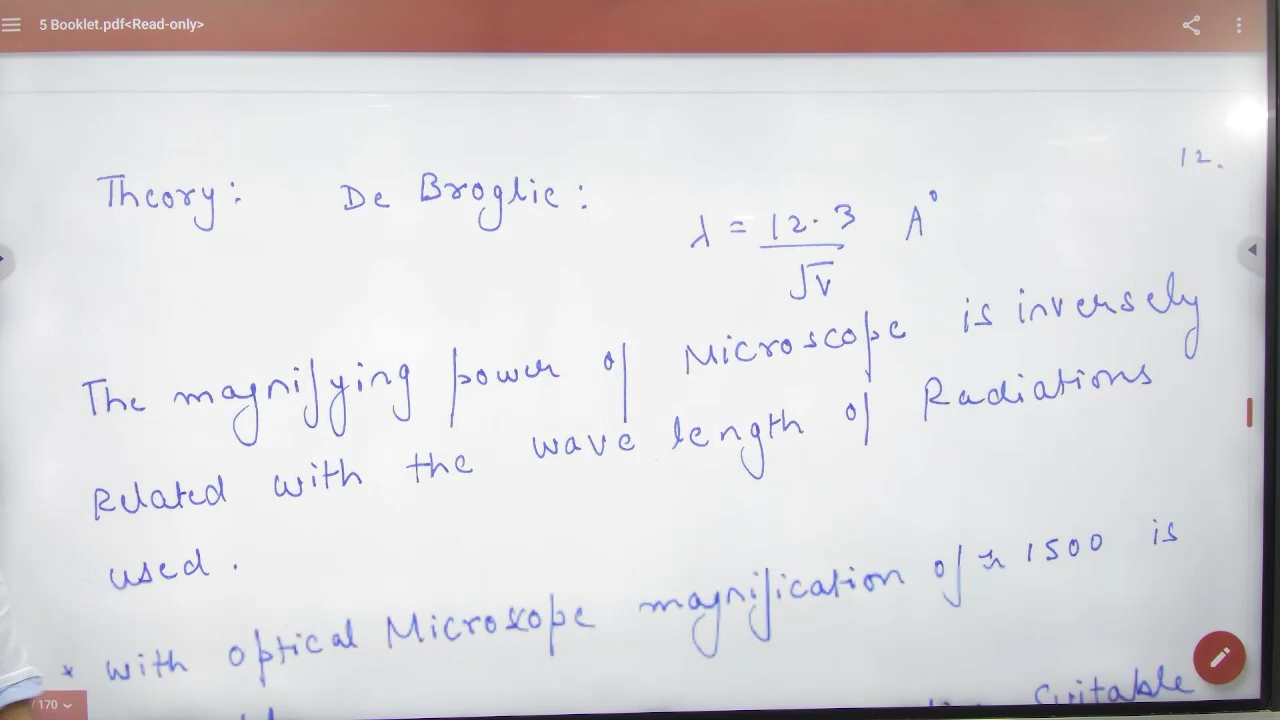 5 Booklet.pdf<Read-only>
12.
Theory: De Broglie:
λ = 12.3 / √V A°
The magnifying power of Microscope is inversely
Related with the wave length of Radiations
used.
* with optical Microscope magnification of x 1500 is
Suitable
/ 170